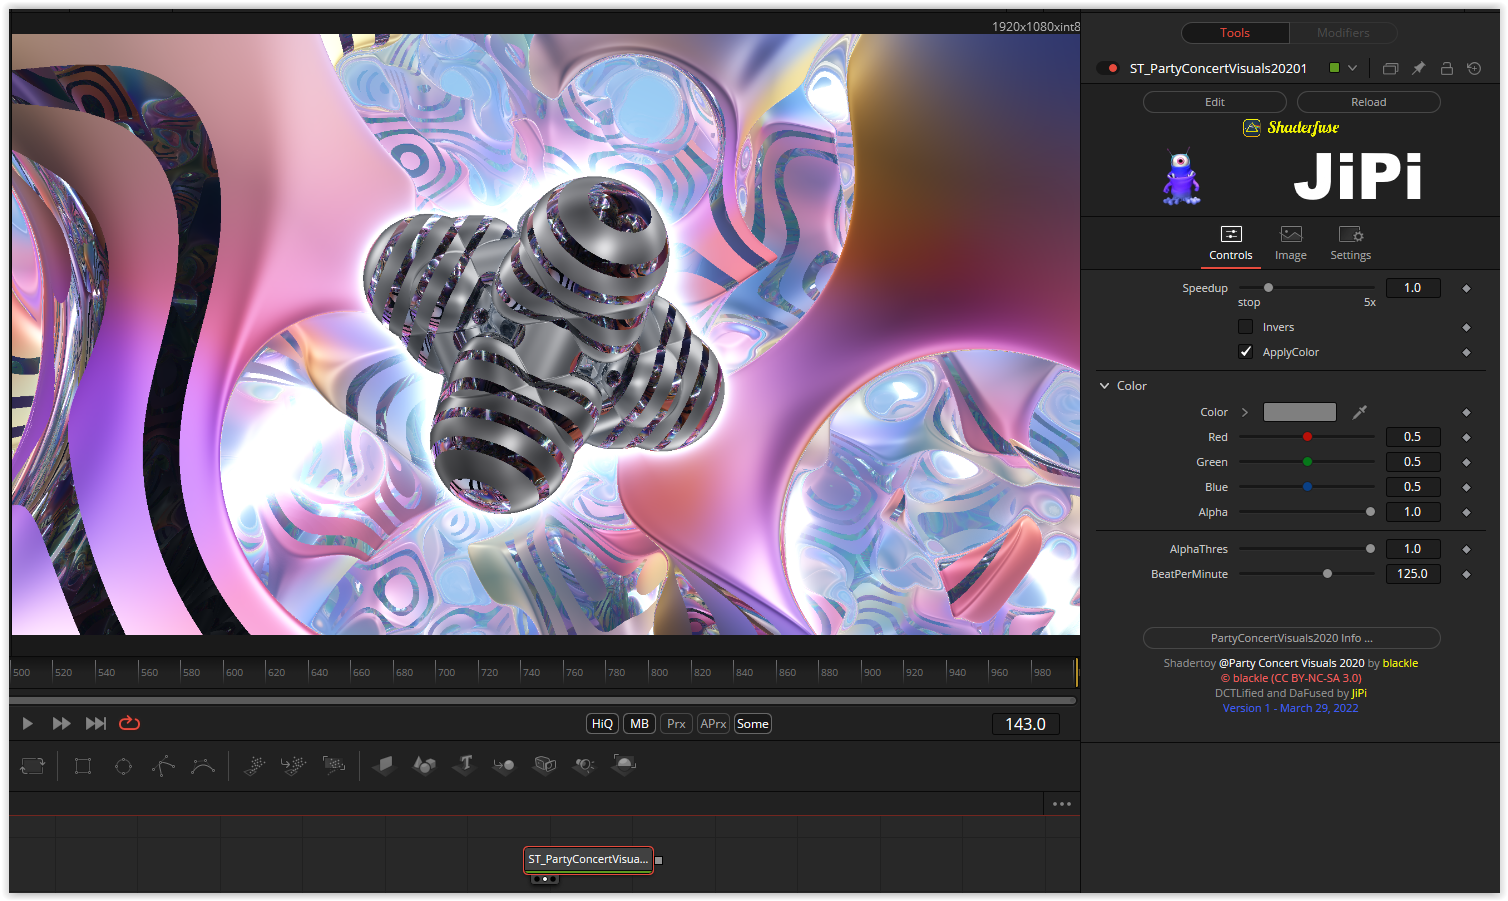 1920x1080xint8
Tools
Modifiers
ST_PartyConcertVisuals20201
Edit
Reload
Shaderfuse
JiPi
Controls
Image
Settings
Speedup
1.0
stop
5x
Invers
ApplyColor
Color
Color
Red
0.5
Green
0.5
Blue
0.5
Alpha
1.0
AlphaThres
1.0
BeatPerMinute
125.0
PartyConcertVisuals2020 Info ...
Shadertoy @Party Concert Visuals 2020 by blackle
© blackle (CC BY-NC-SA 3.0)
DCTLified and DaFused by JiPi
Version 1 - March 29, 2022
500 520 540 560 580 600 620 640 660 680 700 720 740 760 780 800 820 840 860 880 900 920 940 960 980
HiQ MB Prx APrx Some
143.0
T
ST_PartyConcertVisua...